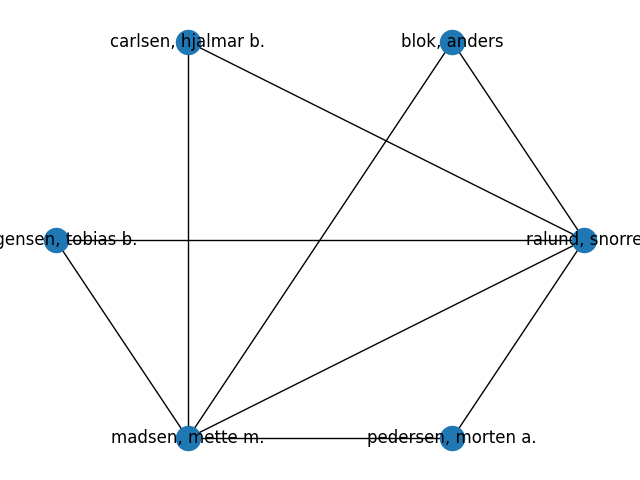 carlsen, hjalmar b.
blok, anders
gensen, tobias b.
ralund, snorre
madsen, mette m.
pedersen, morten a.